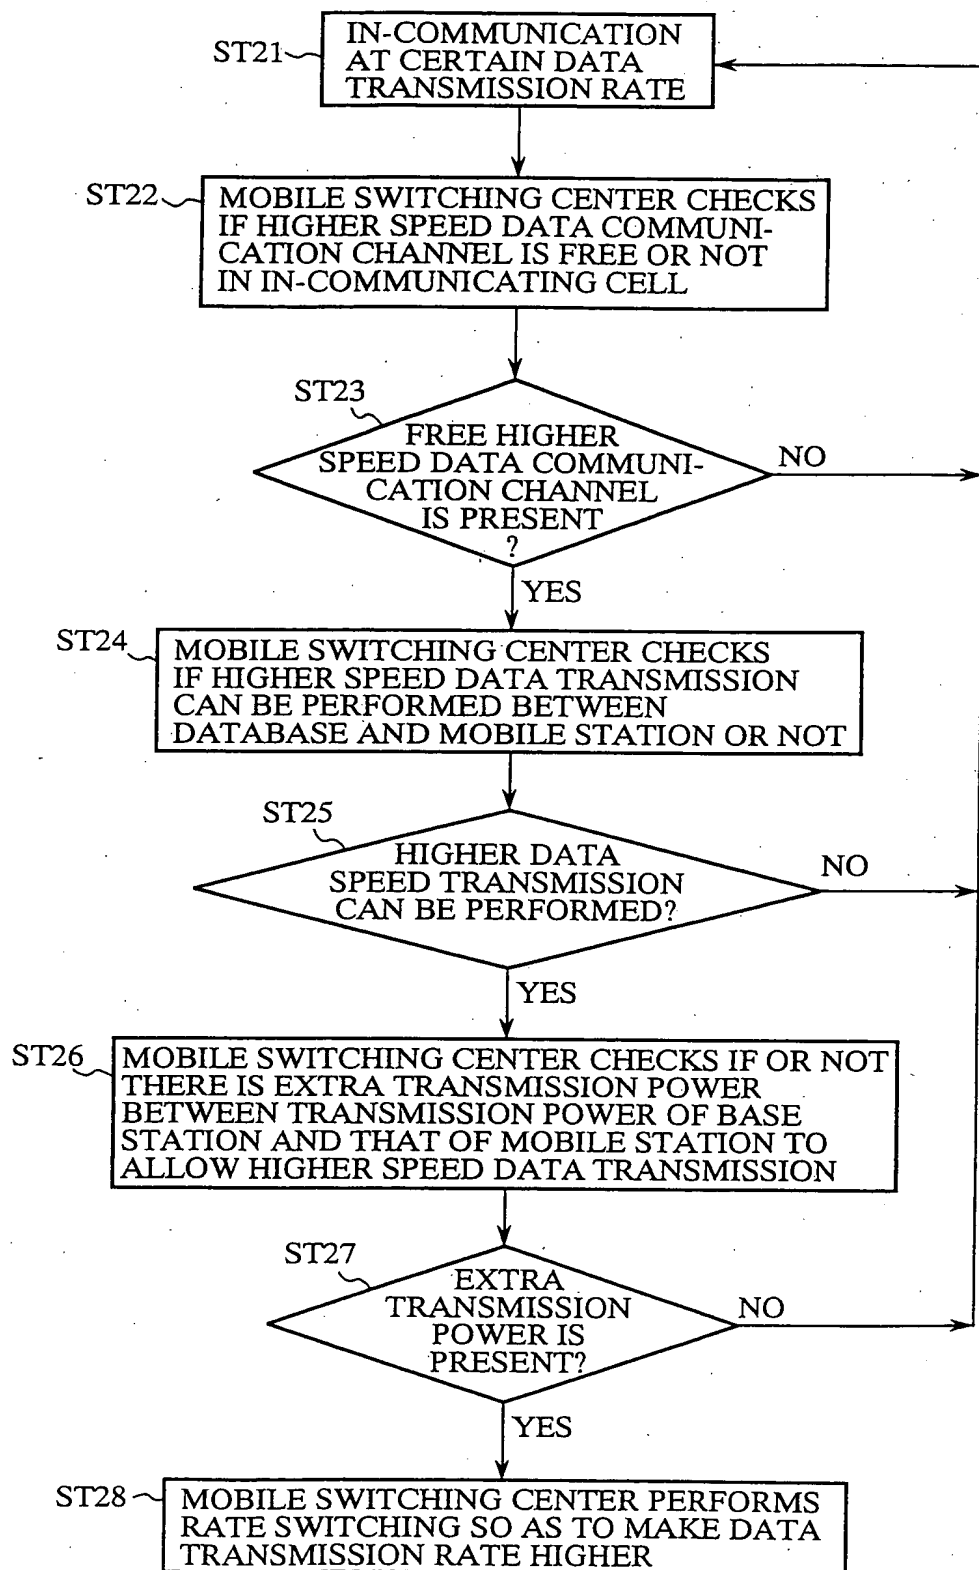 ST21
IN-COMMUNICATION
AT CERTAIN DATA
TRANSMISSION RATE
ST22
MOBILE SWITCHING CENTER CHECKS
IF HIGHER SPEED DATA COMMUNI-
CATION CHANNEL IS FREE OR NOT
IN IN-COMMUNICATING CELL
ST23
FREE HIGHER
SPEED DATA COMMUNI-
CATION CHANNEL
IS PRESENT
?
NO
YES
ST24
MOBILE SWITCHING CENTER CHECKS
IF HIGHER SPEED DATA TRANSMISSION
CAN BE PERFORMED BETWEEN
DATABASE AND MOBILE STATION OR NOT
ST25
HIGHER DATA
SPEED TRANSMISSION
CAN BE PERFORMED?
NO
YES
ST26
MOBILE SWITCHING CENTER CHECKS IF OR NOT
THERE IS EXTRA TRANSMISSION POWER
BETWEEN TRANSMISSION POWER OF BASE
STATION AND THAT OF MOBILE STATION TO
ALLOW HIGHER SPEED DATA TRANSMISSION
ST27
EXTRA
TRANSMISSION
POWER IS
PRESENT?
NO
YES
ST28
MOBILE SWITCHING CENTER PERFORMS
RATE SWITCHING SO AS TO MAKE DATA
TRANSMISSION RATE HIGHER